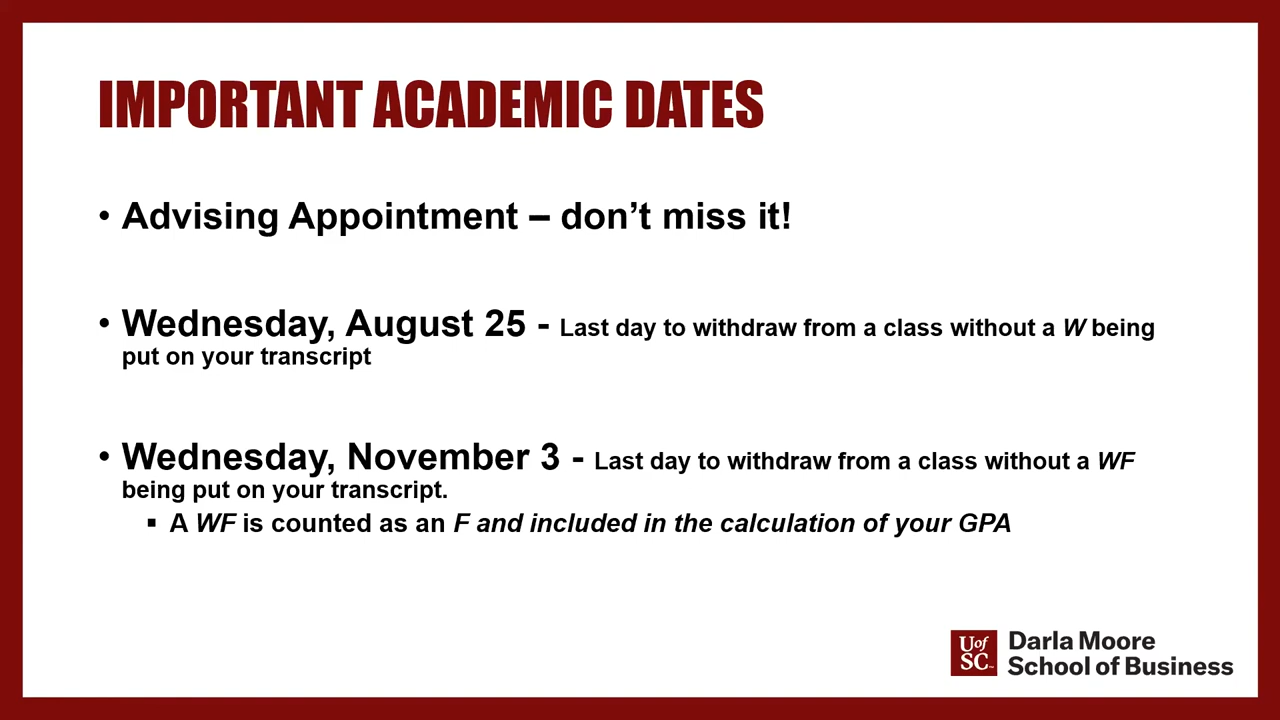 IMPORTANT ACADEMIC DATES
• Advising Appointment – don’t miss it!
• Wednesday, August 25 - Last day to withdraw from a class without a W being
put on your transcript
• Wednesday, November 3 - Last day to withdraw from a class without a WF
being put on your transcript.
▪ A WF is counted as an F and included in the calculation of your GPA
Uof
SC
Darla Moore
School of Business